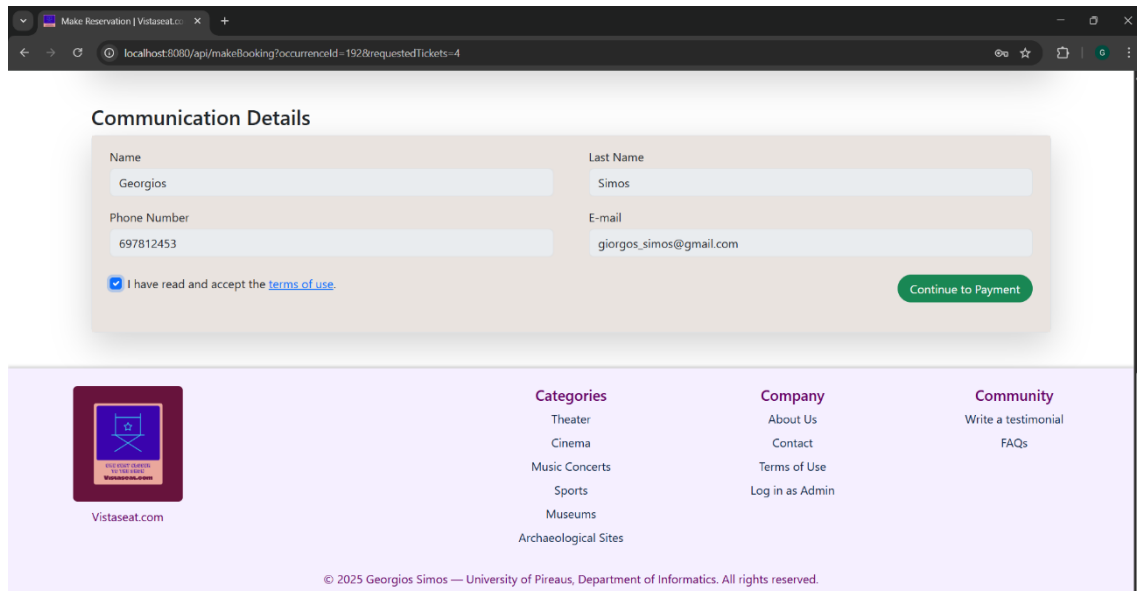 Make Reservation | Vistaseat.co
localhost:8080/api/makeBooking?occurrenceId=192&requestedTickets=4
G
Communication Details
Name
Last Name
Georgios
Simos
Phone Number
E-mail
697812453
giorgos_simos@gmail.com
I have read and accept the terms of use.
Continue to Payment
Vistaseat.com
Vistaseat.com
Categories
Theater
Cinema
Music Concerts
Sports
Museums
Archaeological Sites
Company
About Us
Contact
Terms of Use
Log in as Admin
Community
Write a testimonial
FAQs
© 2025 Georgios Simos — University of Pireaus, Department of Informatics. All rights reserved.